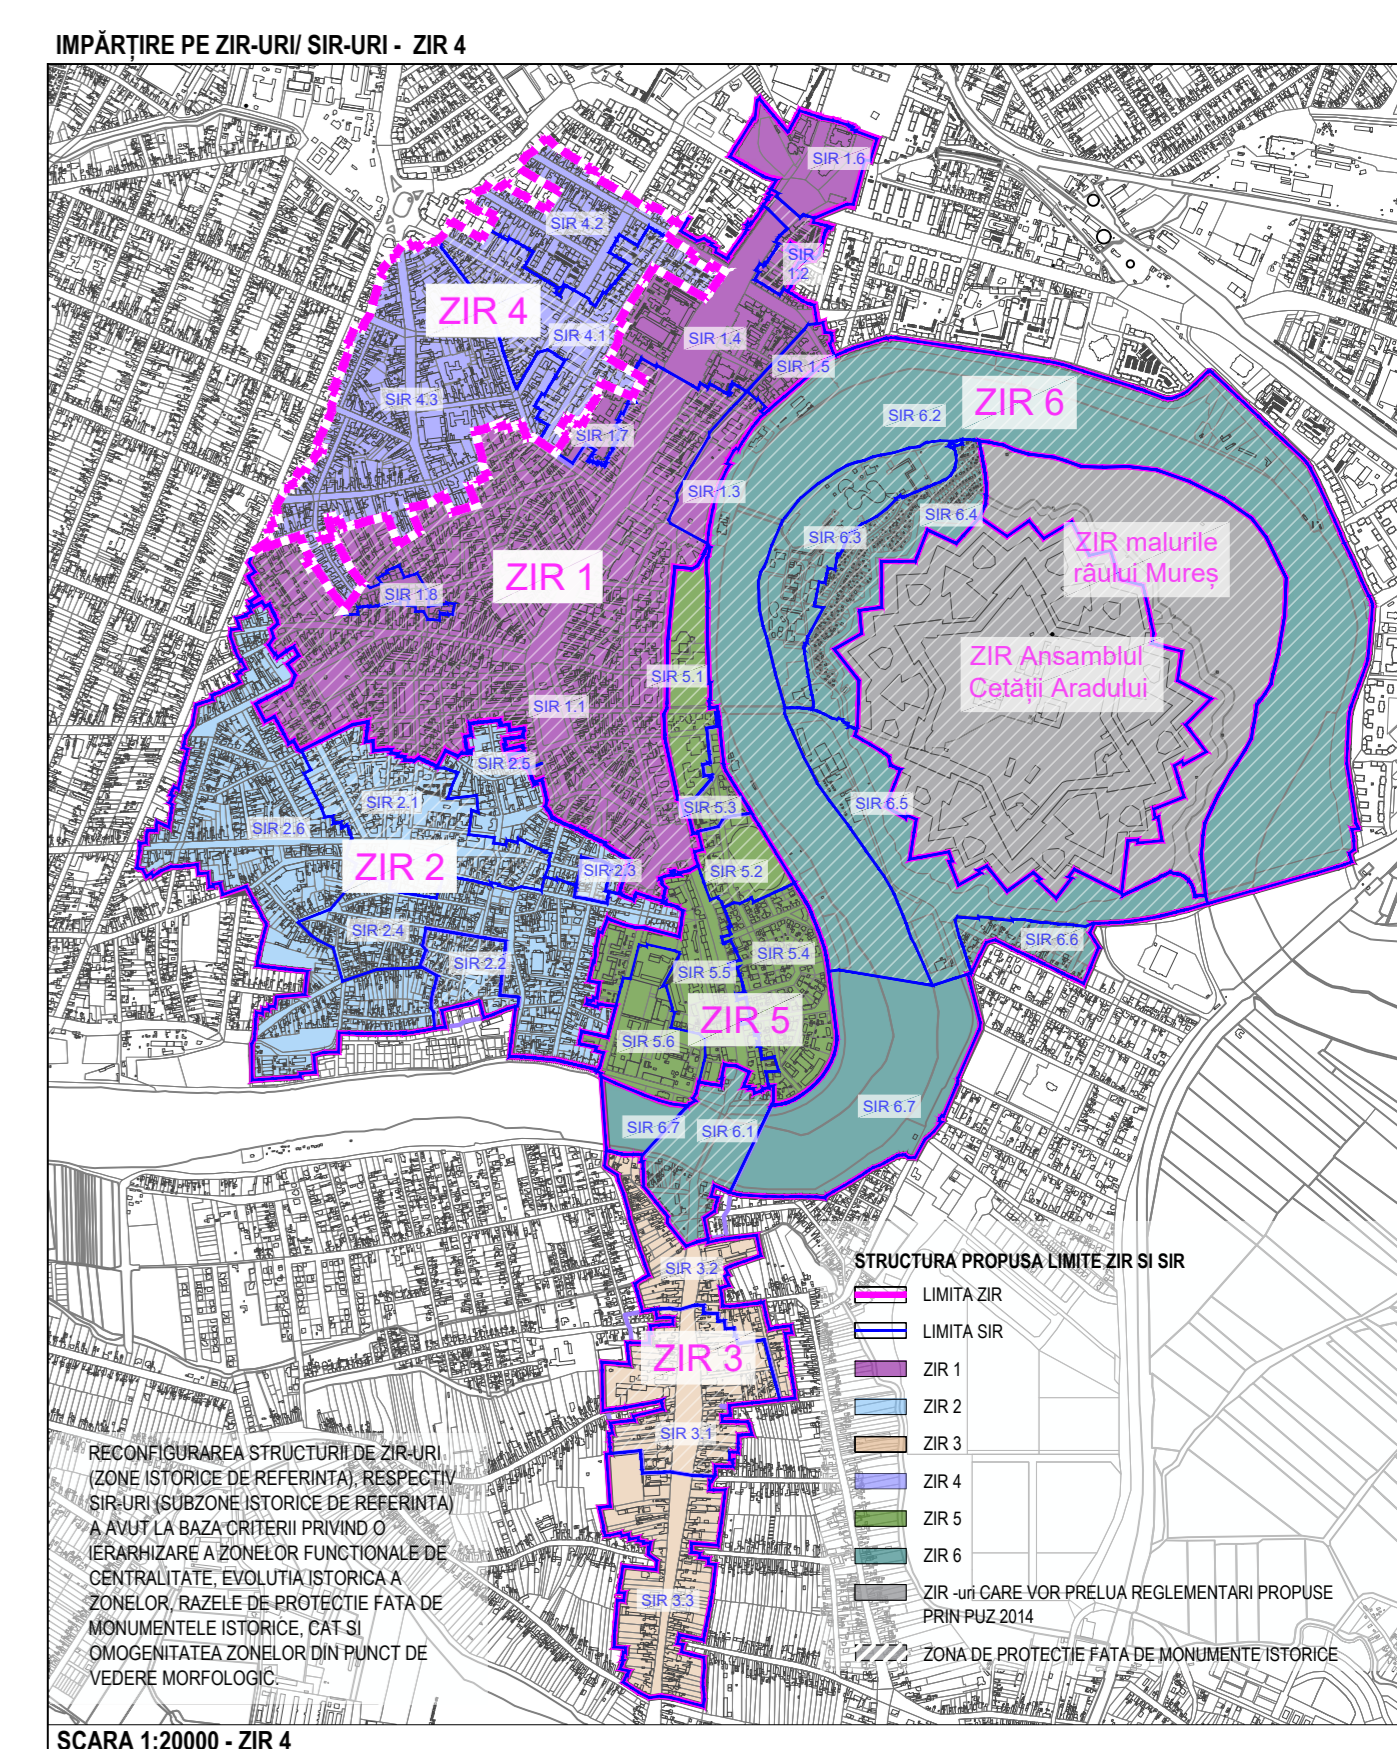 IMPĂRȚIRE PE ZIR-URI/ SIR-URI - ZIR 4
SIR 1.6
SIR 4.2
SIR
1.2
ZIR 4
SIR 4.1
SIR 1.4
SIR 1.5
SIR 4.3
ZIR 6
SIR 6.2
SIR 1.7
SIR 1.3
SIR 6.4
SIR 6.3
ZIR malurile
râului Mureș
ZIR 1
SIR 1.8
ZIR Ansamblul
Cetății Aradului
SIR 5.1
SIR 1.1
SIR 2.5
SIR 2.1
SIR 5.3
SIR 6.5
SIR 2.6
ZIR 2
SIR 2.3
SIR 5.2
SIR 2.4
SIR 6.6
SIR 2.2
SIR 5.5
SIR 5.4
ZIR 5
SIR 5.6
SIR 6.7
SIR 6.7
SIR 6.1
SIR 3.2
ZIR 3
SIR 3.1
SIR 3.3
STRUCTURA PROPUSA LIMITE ZIR SI SIR
LIMITA ZIR
LIMITA SIR
ZIR 1
ZIR 2
ZIR 3
ZIR 4
ZIR 5
ZIR 6
ZIR -uri CARE VOR PRELUA REGLEMENTARI PROPUSE
PRIN PUZ 2014
ZONA DE PROTECTIE FATA DE MONUMENTE ISTORICE
RECONFIGURAREA STRUCTURII DE ZIR-URI
(ZONE ISTORICE DE REFERINTA), RESPECTIV
SIR-URI (SUBZONE ISTORICE DE REFERINTA)
A AVUT LA BAZA CRITERII PRIVIND O
IERARHIZARE A ZONELOR FUNCTIONALE DE
CENTRALITATE, EVOLUTIA ISTORICA A
ZONELOR, RAZELE DE PROTECTIE FATA DE
MONUMENTELE ISTORICE, CAT SI
OMOGENITATEA ZONELOR DIN PUNCT DE
VEDERE MORFOLOGIC.
SCARA 1:20000 - ZIR 4